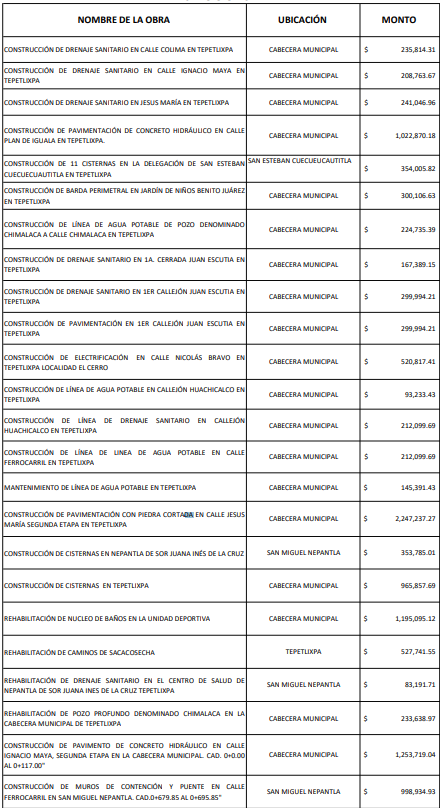 NOMBRE DE LA OBRA UBICACIÓN MONTO
CONSTRUCCIÓN DE DRENAJE SANITARIO EN CALLE COLIMA EN TEPETLIXPA CABECERA MUNICIPAL $ 235,814.31
CONSTRUCCIÓN DE DRENAJE SANITARIO EN CALLE IGNACIO MAYA EN
TEPETLIXPA CABECERA MUNICIPAL $ 208,763.67
CONSTRUCCIÓN DE DRENAJE SANITARIO EN JESUS MARÍA EN TEPETLIXPA CABECERA MUNICIPAL $ 241,046.96
CONSTRUCCIÓN DE PAVIMENTACIÓN DE CONCRETO HIDRÁULICO EN CALLE
PLAN DE IGUALA EN TEPETLIXPA. CABECERA MUNICIPAL $ 1,022,870.18
CONSTRUCCIÓN DE 11 CISTERNAS EN LA DELEGACIÓN DE SAN ESTEBAN
CUECUECUAUTITLA EN TEPETLIXPA SAN ESTEBAN CUECUEUCAUTITLA $ 354,005.82
CONSTRUCCIÓN DE BARDA PERIMETRAL EN JARDÍN DE NIÑOS BENITO JUÁREZ
EN TEPETLIXPA CABECERA MUNICIPAL $ 300,106.63
CONSTRUCCIÓN DE LÍNEA DE AGUA POTABLE DE POZO DENOMINADO
CHIMALACA A CALLE CHIMALACA EN TEPETLIXPA CABECERA MUNICIPAL $ 224,735.39
CONSTRUCCIÓN DE DRENAJE SANITARIO EN 1A. CERRADA JUAN ESCUTIA EN
TEPETLIXPA CABECERA MUNICIPAL $ 167,389.15
CONSTRUCCIÓN DE DRENAJE SANITARIO EN 1ER CALLEJÓN JUAN ESCUTIA EN
TEPETLIXPA CABECERA MUNICIPAL $ 299,994.21
CONSTRUCCIÓN DE PAVIMENTACIÓN EN 1ER CALLEJÓN JUAN ESCUTIA EN
TEPETLIXPA CABECERA MUNICIPAL $ 299,994.21
CONSTRUCCIÓN DE ELECTRIFICACIÓN EN CALLE NICOLÁS BRAVO EN
TEPETLIXPA LOCALIDAD EL CERRO CABECERA MUNICIPAL $ 520,817.41
CONSTRUCCIÓN DE LÍNEA DE AGUA POTABLE EN CALLEJÓN HUACHICALCO EN
TEPETLIXPA CABECERA MUNICIPAL $ 93,233.43
CONSTRUCCIÓN DE LÍNEA DE DRENAJE SANITARIO EN CALLEJÓN
HUACHICALCO EN TEPETLIXPA CABECERA MUNICIPAL $ 212,099.69
CONSTRUCCIÓN DE LÍNEA DE LINEA DE AGUA POTABLE EN CALLE
FERROCARRIL EN TEPETLIXPA CABECERA MUNICIPAL $ 212,099.69
MANTENIMIENTO DE LÍNEA DE AGUA POTABLE EN TEPETLIXPA CABECERA MUNICIPAL $ 145,391.43
CONSTRUCCIÓN DE PAVIMENTACIÓN CON PIEDRA CORTADA EN CALLE JESUS
MARÍA SEGUNDA ETAPA EN TEPETLIXPA CABECERA MUNICIPAL $ 2,247,237.27
CONSTRUCCIÓN DE CISTERNAS EN NEPANTLA DE SOR JUANA INÉS DE LA CRUZ SAN MIGUEL NEPANTLA $ 353,785.01
CONSTRUCCIÓN DE CISTERNAS EN TEPETLIXPA CABECERA MUNICIPAL $ 965,857.69
REHABILITACIÓN DE NUCLEO DE BAÑOS EN LA UNIDAD DEPORTIVA CABECERA MUNICIPAL $ 1,195,095.12
REHABILITACIÓN DE CAMINOS DE SACACOSECHA TEPETLIXPA $ 527,741.55
REHABILITACIÓN DE DRENAJE SANITARIO EN EL CENTRO DE SALUD DE
NEPANTLA DE SOR JUANA INES DE LA CRUZ TEPETLIXPA SAN MIGUEL NEPANTLA $ 83,191.71
REHABILITACIÓN DE POZO PROFUNDO DENOMINADO CHIMALACA EN LA
CABECERA MUNICIPAL DE TEPETLIXPA CABECERA MUNICIPAL $ 233,638.97
CONSTRUCCIÓN DE PAVIMENTO DE CONCRETO HIDRÁULICO EN CALLE
IGNACIO MAYA, SEGUNDA ETAPA EN LA CABECERA MUNICIPAL. CAD. 0+0.00
AL 0+117.00" CABECERA MUNICIPAL $ 1,253,719.04
CONSTRUCCIÓN DE MUROS DE CONTENCIÓN Y PUENTE EN CALLE
FERROCARRIL EN SAN MIGUEL NEPANTLA. CAD.0+679.85 AL 0+695.85" SAN MIGUEL NEPANTLA $ 998,934.93